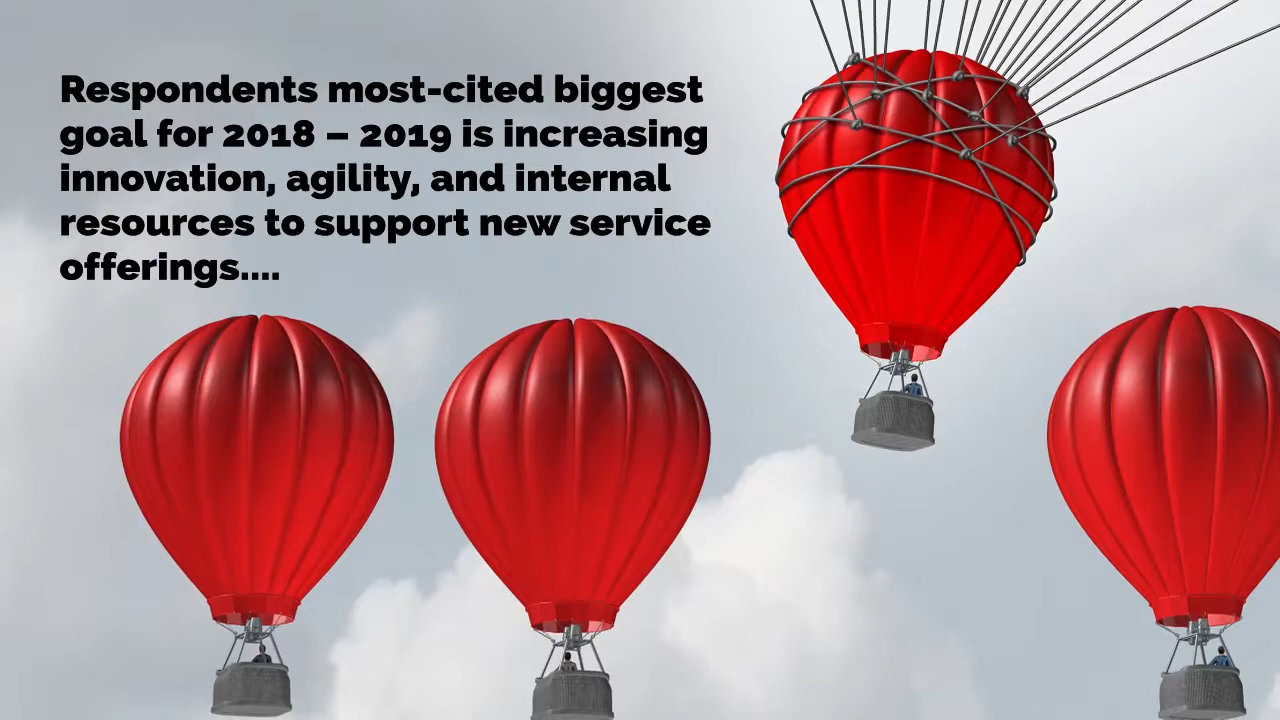 Respondents most-cited biggest
goal for 2018 – 2019 is increasing
innovation, agility, and internal
resources to support new service
offerings....